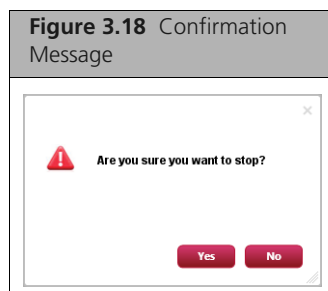 Figure 3.18 Confirmation
Message
Are you sure you want to stop?
Yes No